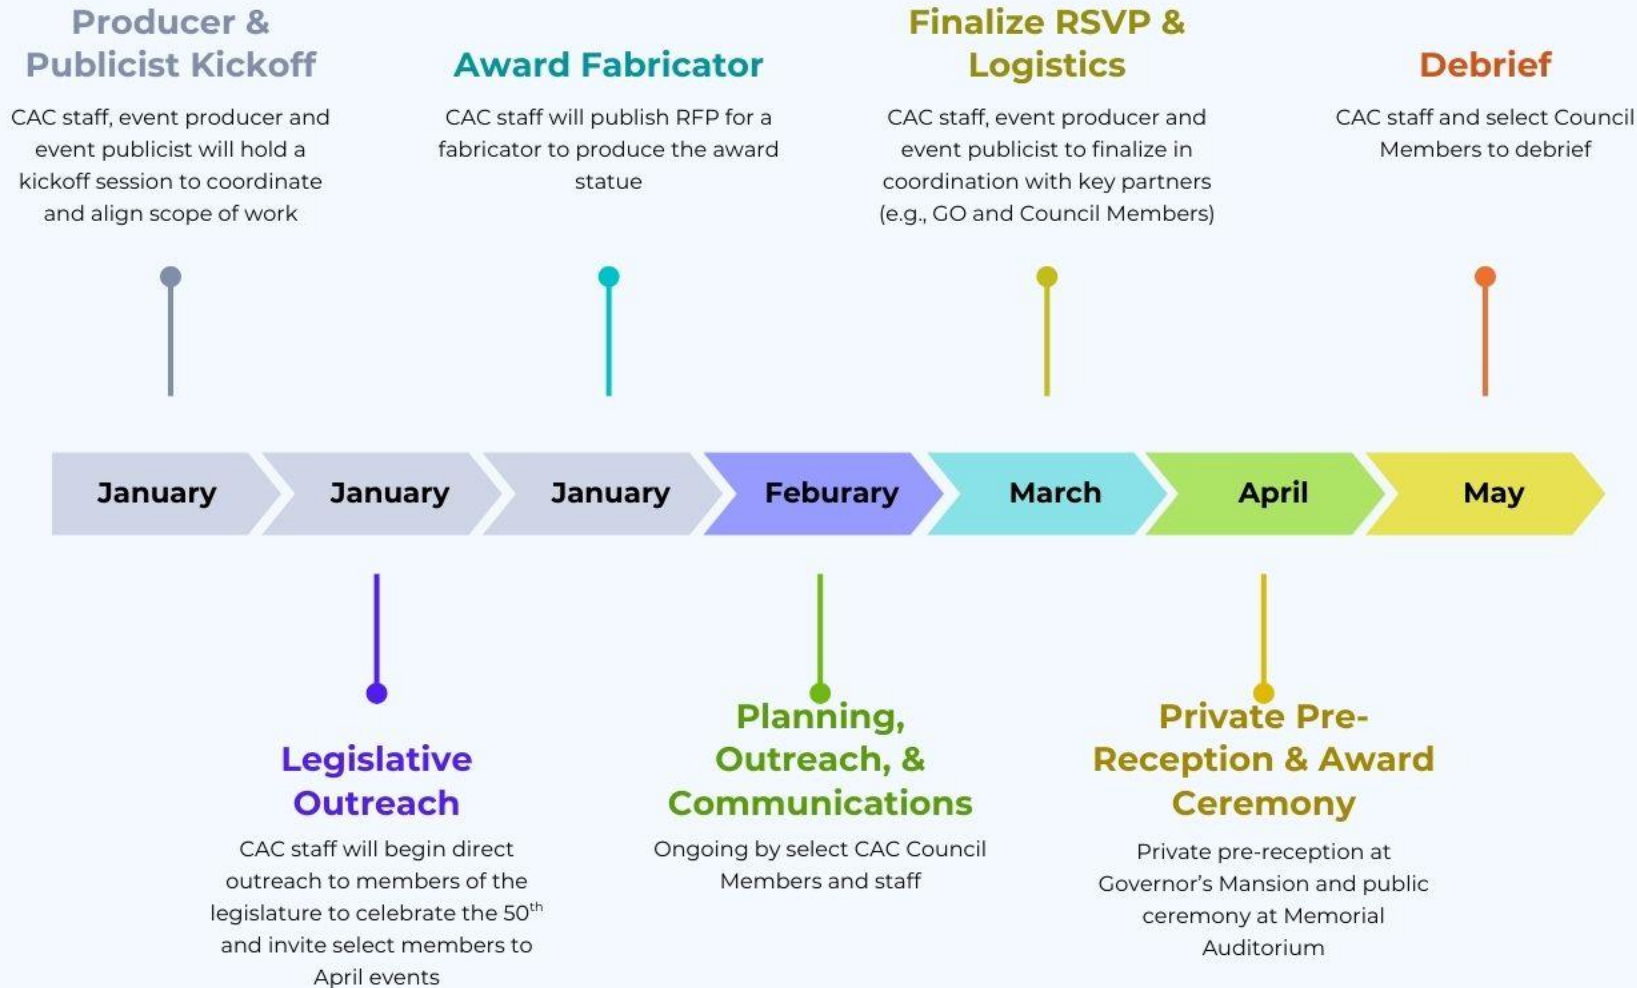 Producer &
Publicist Kickoff
CAC staff, event producer and
event publicist will hold a
kickoff session to coordinate
and align scope of work
Award Fabricator
CAC staff will publish RFP for a
fabricator to produce the award
statue
Finalize RSVP &
Logistics
CAC staff, event producer and
event publicist to finalize in
coordination with key partners
(e.g., GO and Council Members)
Debrief
CAC staff and select Council
Members to debrief
January
January
January
Feburary
March
April
May
Legislative
Outreach
CAC staff will begin direct
outreach to members of the
legislature to celebrate the 50th
and invite select members to
April events
Planning,
Outreach, &
Communications
Ongoing by select CAC Council
Members and staff
Private Pre-
Reception & Award
Ceremony
Private pre-reception at
Governor’s Mansion and public
ceremony at Memorial
Auditorium